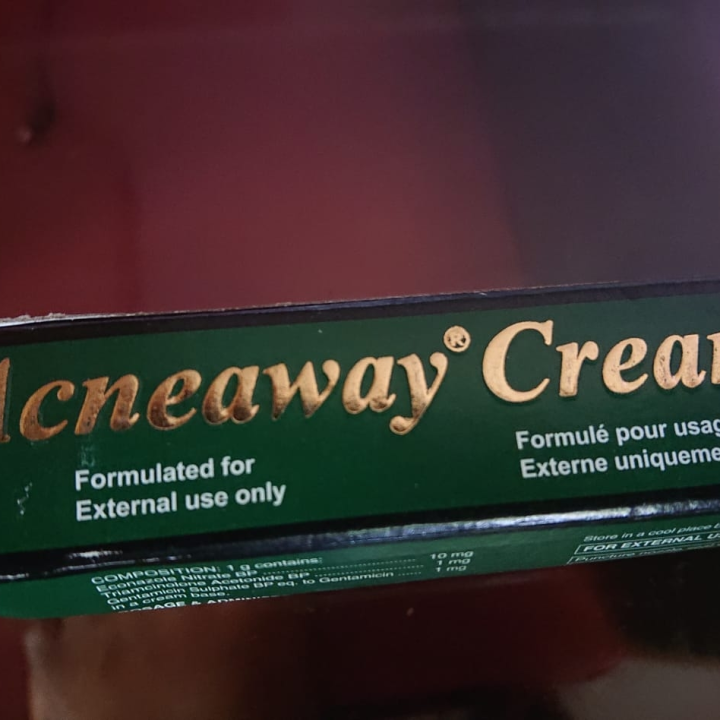 Acneaway® Cream
Formulated for
External use only
Formulé pour usag
Externe uniqueme
COMPOSITION: 1 g contains:
Econazole Nitrate BP .................... 10 mg
Triamcinolone Acetonide BP .................... 1 mg
Gentamicin Sulphate BP eq. to Gentamicin .......... 1 mg
in a cream base.
Store in a cool place
FOR EXTERNAL U